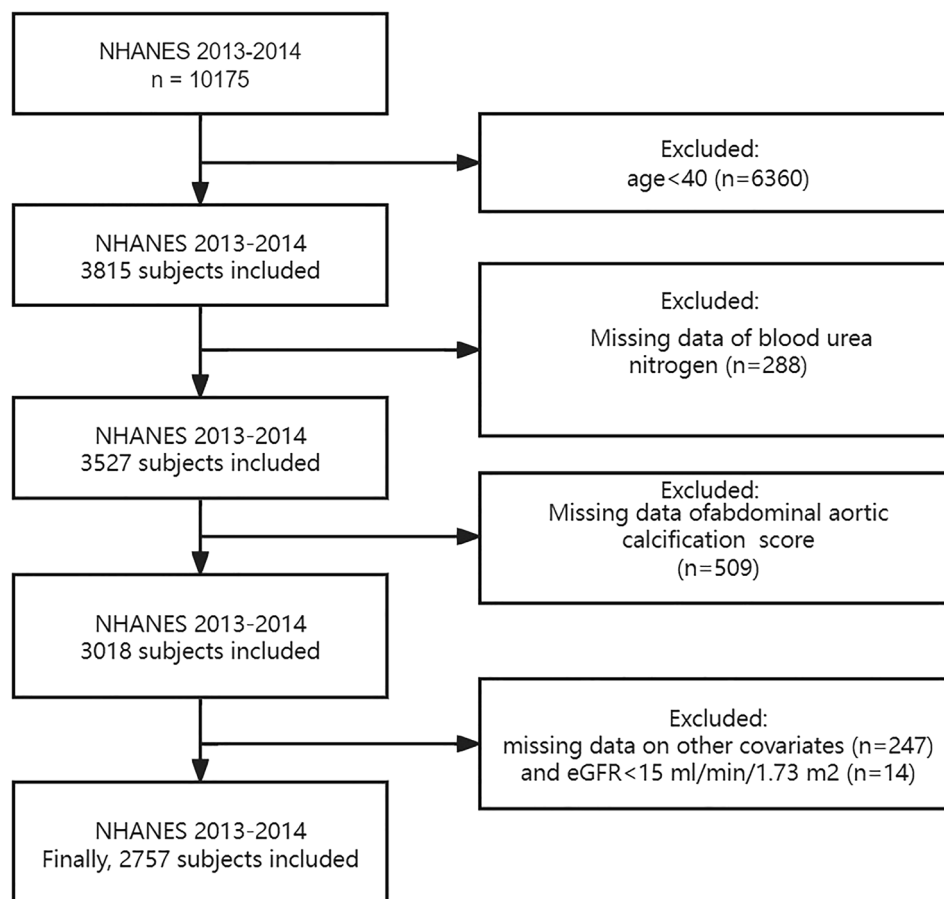 NHANES 2013-2014
n = 10175
Excluded:
age<40 (n=6360)
NHANES 2013-2014
3815 subjects included
Excluded:
Missing data of blood urea
nitrogen (n=288)
NHANES 2013-2014
3527 subjects included
Excluded:
Missing data ofabdominal aortic
calcification  score
(n=509)
NHANES 2013-2014
3018 subjects included
Excluded:
missing data on other covariates (n=247)
and eGFR<15 ml/min/1.73 m2 (n=14)
NHANES 2013-2014
Finally, 2757 subjects included